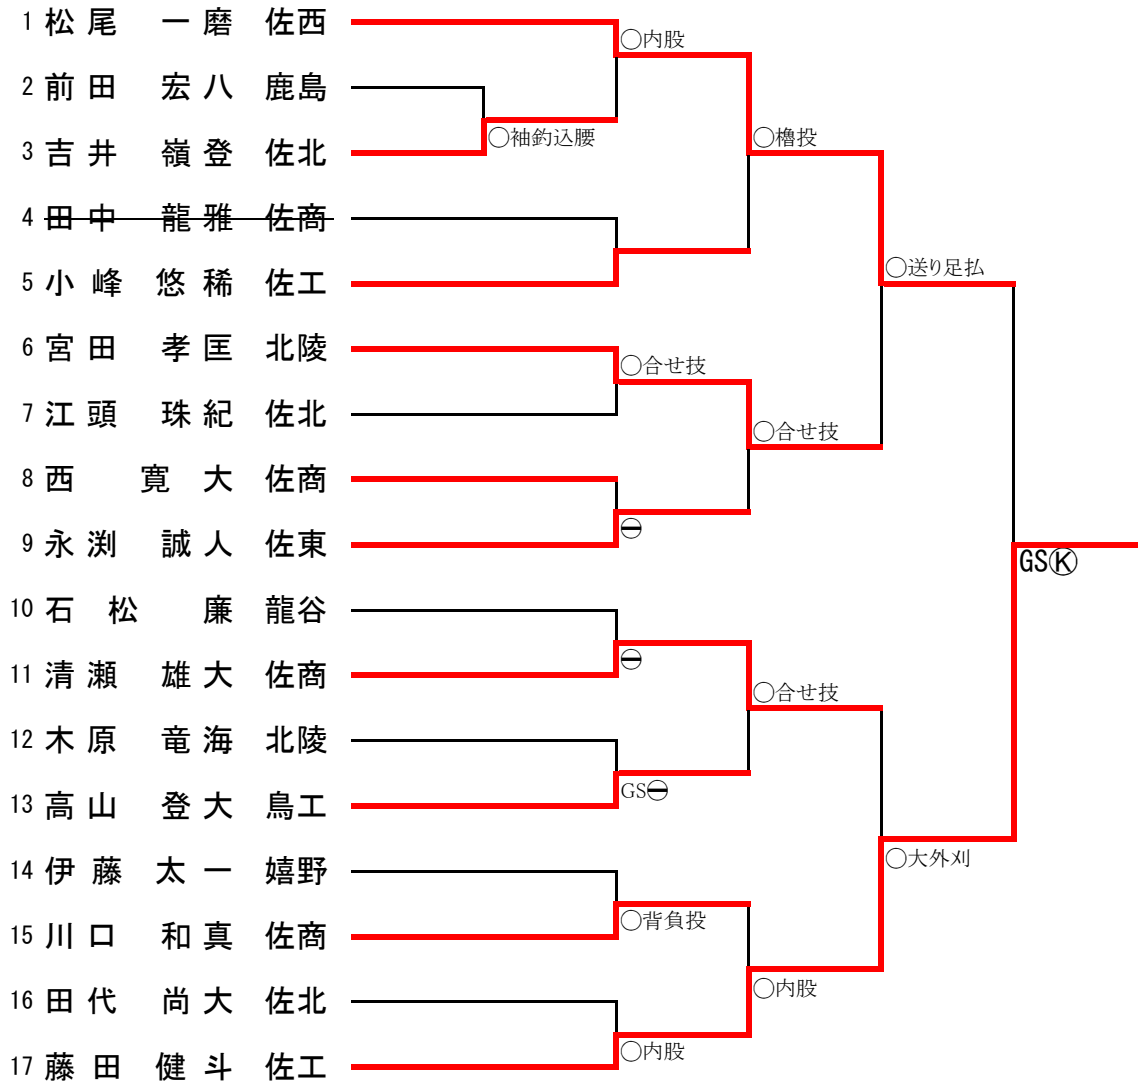 1 松尾 一磨 佐西
○内股
2 前田 宏八 鹿島
○袖釣込腰
3 吉井 嶺登 佐北
○櫓投
4 田中 龍雅 佐商
5 小峰 悠稀 佐工
○送り足払
6 宮田 孝匡 北陵
○合せ技
7 江頭 珠紀 佐北
○合せ技
8 西 寛大 佐商
9 永渕 誠人 佐東
㊀
GSⓀ
10 石松 廉 龍谷
㊀
11 清瀬 雄大 佐商
○合せ技
12 木原 竜海 北陵
GS㊀
13 高山 登大 鳥工
○大外刈
14 伊藤 太一 嬉野
○背負投
15 川口 和真 佐商
○内股
16 田代 尚大 佐北
○内股
17 藤田 健斗 佐工